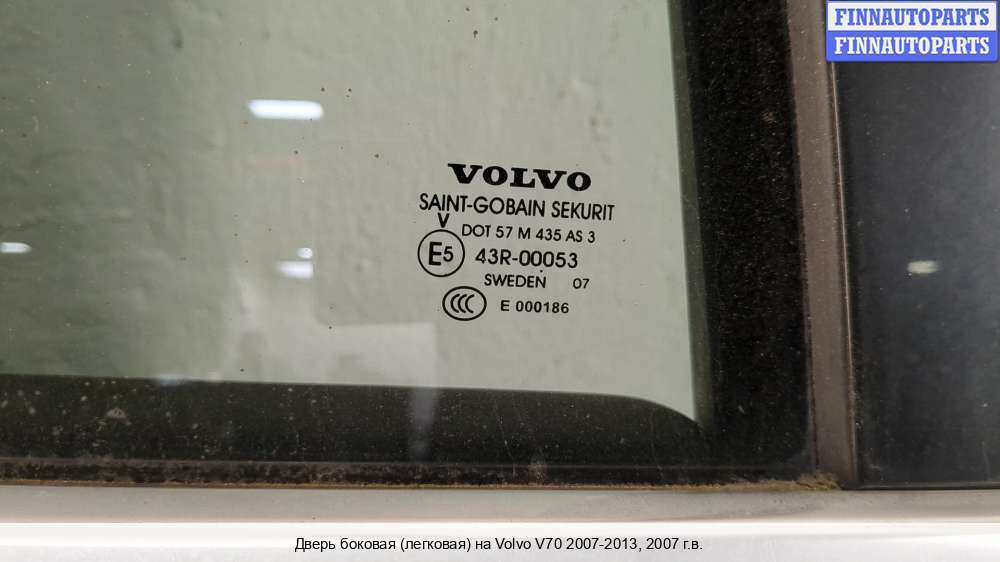 FINNAUTOPARTS
FINNAUTOPARTS
VOLVO
SAINT-GOBAIN SEKURIT
V
DOT 57 M 435 AS 3
E5 43R-00053
SWEDEN 07
CCC E 000186
Дверь боковая (легковая) на Volvo V70 2007-2013, 2007 г.в.